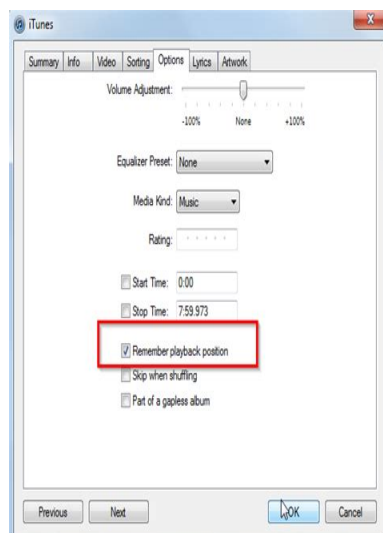 iTunes
Summary Info Video Sorting Options Lyrics Artwork
Volume Adjustment:
-100% None +100%
Equalizer Preset: None
Media Kind: Music
Rating:
Start Time: 0:00
Stop Time: 7:59.973
Remember playback position
Skip when shuffling
Part of a gapless album
Previous Next OK Cancel